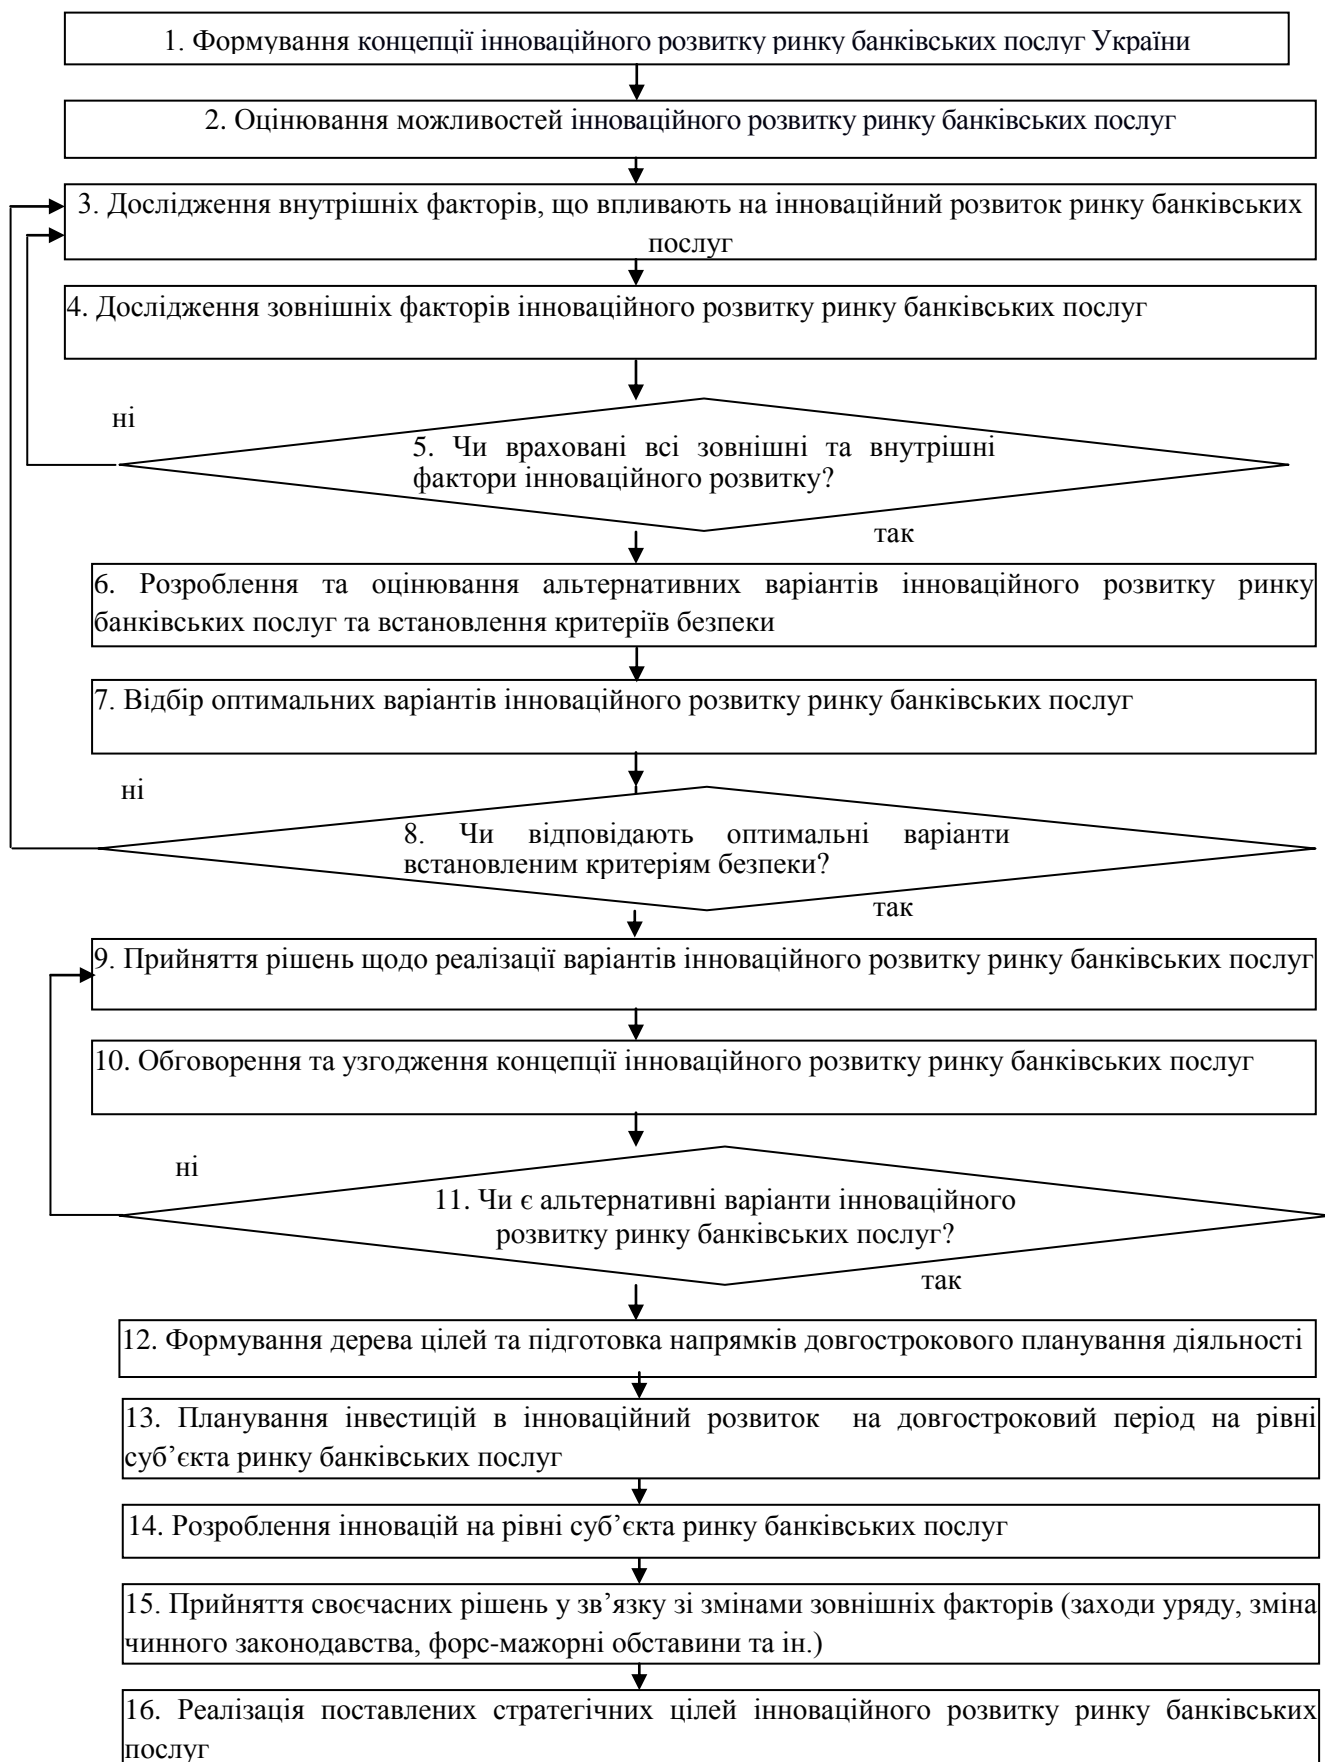 1. Формування концепції інноваційного розвитку ринку банківських послуг України
2. Оцінювання можливостей інноваційного розвитку ринку банківських послуг
3. Дослідження внутрішніх факторів, що впливають на інноваційний розвиток ринку банківських
послуг
4. Дослідження зовнішніх факторів інноваційного розвитку ринку банківських послуг
ні
5. Чи враховані всі зовнішні та внутрішні
фактори інноваційного розвитку?
так
6. Розроблення та оцінювання альтернативних варіантів інноваційного розвитку ринку
банківських послуг та встановлення критеріїв безпеки
7. Відбір оптимальних варіантів інноваційного розвитку ринку банківських послуг
ні
8. Чи відповідають оптимальні варіанти
встановленим критеріям безпеки?
так
9. Прийняття рішень щодо реалізації варіантів інноваційного розвитку ринку банківських послуг
10. Обговорення та узгодження концепції інноваційного розвитку ринку банківських послуг
ні
11. Чи є альтернативні варіанти інноваційного
розвитку ринку банківських послуг?
так
12. Формування дерева цілей та підготовка напрямків довгострокового планування діяльності
13. Планування інвестицій в інноваційний розвиток на довгостроковий період на рівні
суб’єкта ринку банківських послуг
14. Розроблення інновацій на рівні суб’єкта ринку банківських послуг
15. Прийняття своєчасних рішень у зв’язку зі змінами зовнішніх факторів (заходи уряду, зміна
чинного законодавства, форс-мажорні обставини та ін.)
16. Реалізація поставлених стратегічних цілей інноваційного розвитку ринку банківських
послуг